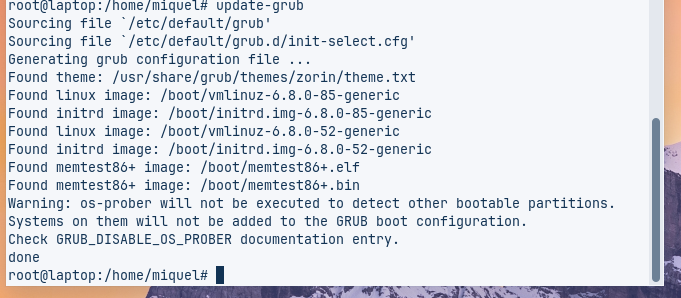 root@laptop:/home/miquel# update-grub
Sourcing file `/etc/default/grub'
Sourcing file `/etc/default/grub.d/init-select.cfg'
Generating grub configuration file ...
Found theme: /usr/share/grub/themes/zorin/theme.txt
Found linux image: /boot/vmlinuz-6.8.0-85-generic
Found initrd image: /boot/initrd.img-6.8.0-85-generic
Found linux image: /boot/vmlinuz-6.8.0-52-generic
Found initrd image: /boot/initrd.img-6.8.0-52-generic
Found memtest86+ image: /boot/memtest86+.elf
Found memtest86+ image: /boot/memtest86+.bin
Warning: os-prober will not be executed to detect other bootable partitions.
Systems on them will not be added to the GRUB boot configuration.
Check GRUB_DISABLE_OS_PROBER documentation entry.
done
root@laptop:/home/miquel#